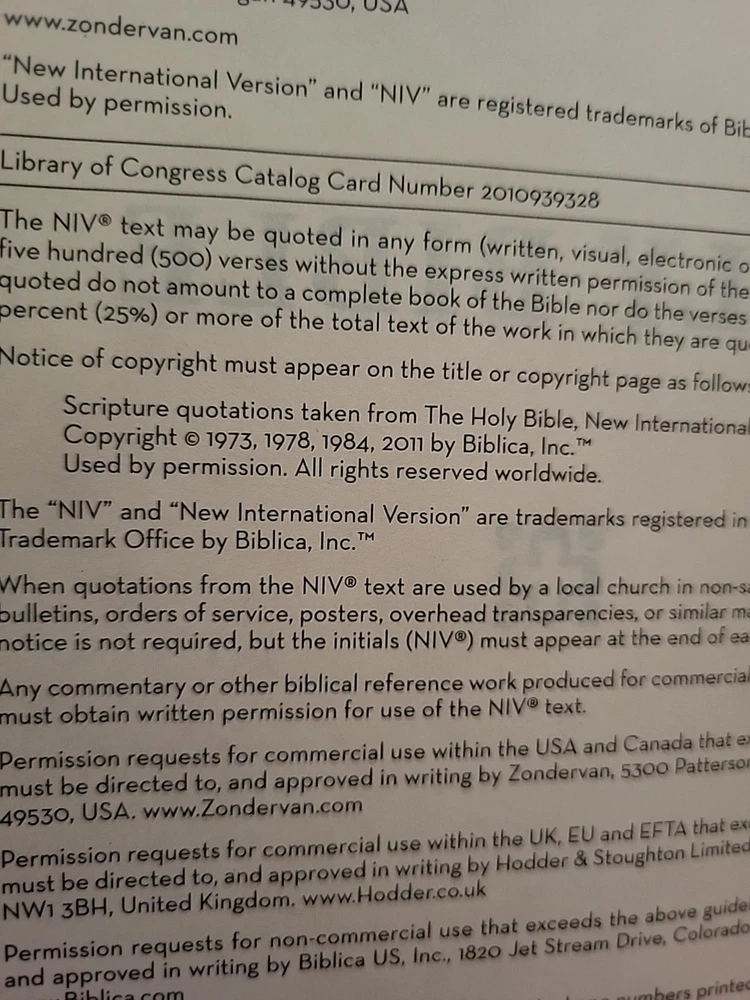 49530, USA
www.zondervan.com
“New International Version” and “NIV” are registered trademarks of
Used by permission.
Library of Congress Catalog Card Number 2010939328
The NIV® text may be quoted in any form (written, visual, electronic
five hundred (500) verses without the express written permission of the
quoted do not amount to a complete book of the Bible nor do the verses
percent (25%) or more of the total text of the work in which they are
Notice of copyright must appear on the title or copyright page as
Scripture quotations taken from The Holy Bible, New International
Copyright © 1973, 1978, 1984, 2011 by Biblica, Inc.™
Used by permission. All rights reserved worldwide.
The “NIV” and “New International Version” are trademarks registered in
Trademark Office by Biblica, Inc.™
When quotations from the NIV® text are used by a local church in
bulletins, orders of service, posters, overhead transparencies, or similar
notice is not required, but the initials (NIV®) must appear at the end of
Any commentary or other biblical reference work produced for commercial
must obtain written permission for use of the NIV® text.
Permission requests for commercial use within the USA and Canada that
must be directed to, and approved in writing by Zondervan, 5300 Patterson
49530, USA. www.Zondervan.com
Permission requests for commercial use within the UK, EU and EFTA that
must be directed to, and approved in writing by Hodder & Stoughton Limited
NW1 3BH, United Kingdom. www.Hodder.co.uk
Permission requests for non-commercial use that exceeds the above
and approved in writing by Biblica US, Inc., 1820 Jet Stream Drive, Colorado
Biblica.com
numbers printed